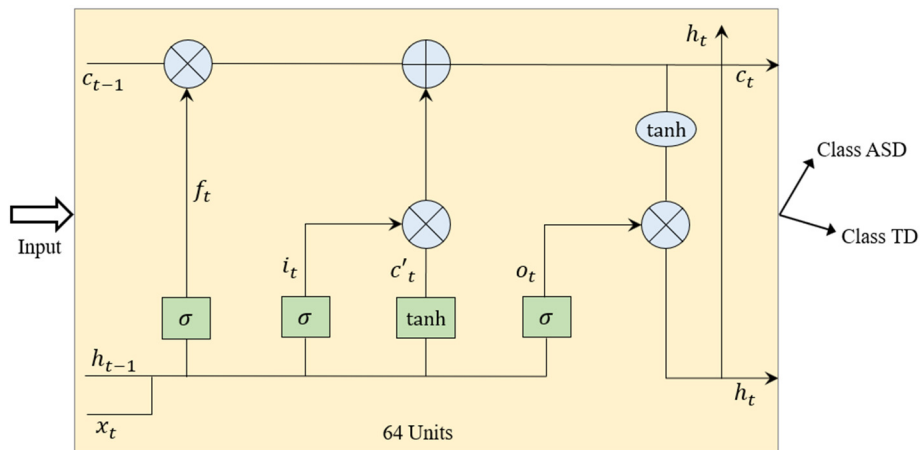 h_t
c_{t-1}
c_t
tanh
Class ASD
f_t
Class TD
Input
i_t
c'_t
o_t
σ
σ
tanh
σ
h_{t-1}
h_t
x_t
64 Units